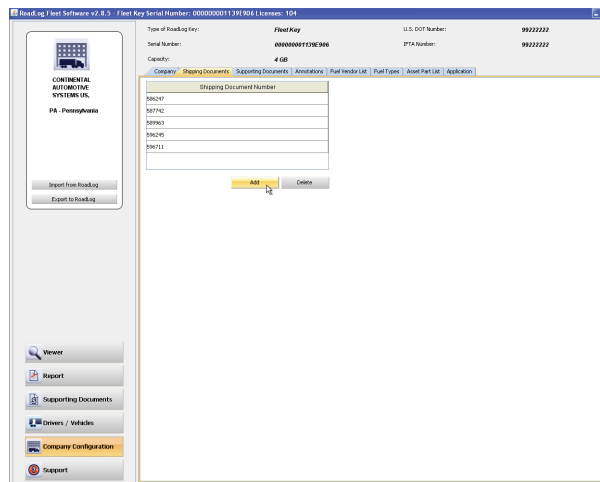 RoadLog Fleet Software v2.8.5 - Fleet Key Serial Number: 000000001139E906 Licenses: 104
CONTINENTAL
AUTOMOTIVE
SYSTEMS US,
PA - Pennsylvania
Import from RoadLog
Export to RoadLog
Viewer
Report
Supporting Documents
Drivers / Vehicles
Company Configuration
Support
Type of RoadLog Key: Fleet Key U.S. DOT Number: 99222222
Serial Number: 000000001139E906 IFTA Number: 99222222
Capacity: 4 GB
Company Shipping Documents Supporting Documents Annotations Fuel Vendor List Fuel Types Asset Part List Application
Shipping Document Number
586247
587742
589963
596245
596711
Add Delete